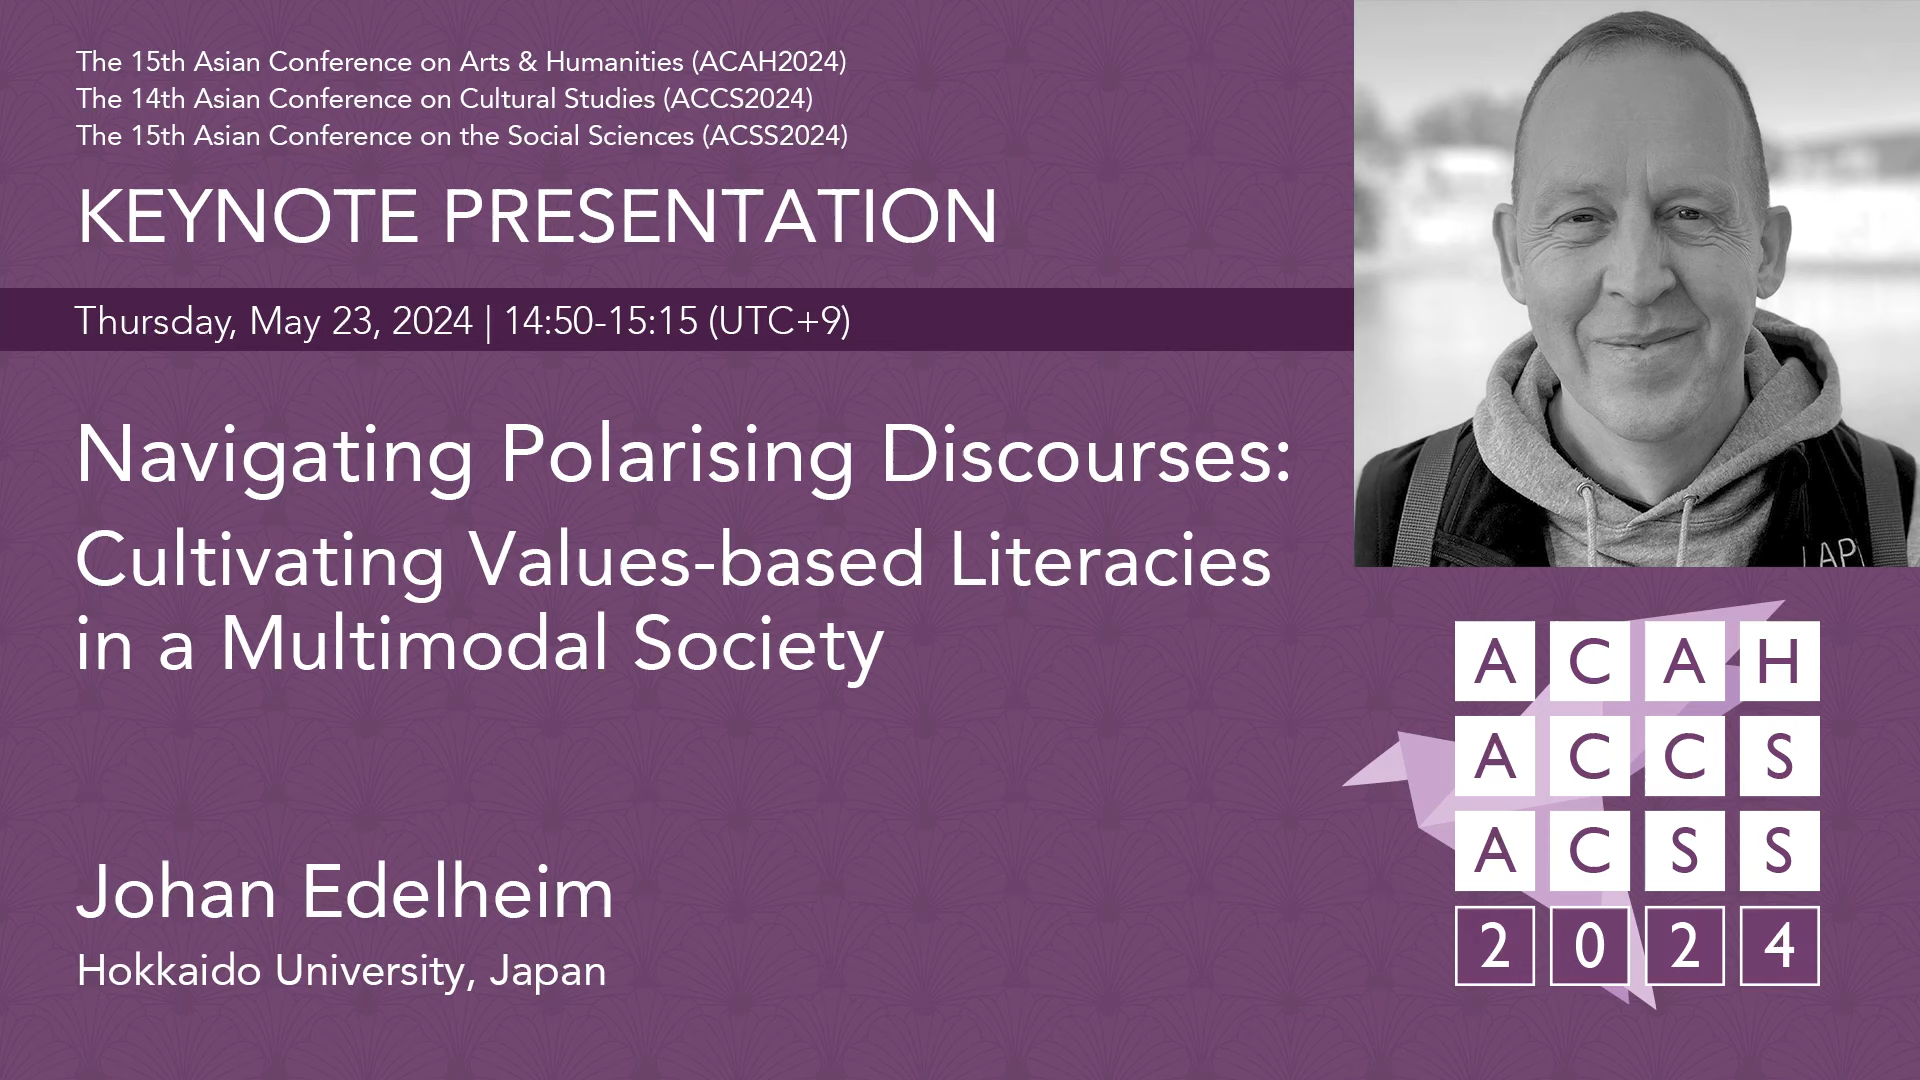 The 15th Asian Conference on Arts & Humanities (ACAH2024)
The 14th Asian Conference on Cultural Studies (ACCS2024)
The 15th Asian Conference on the Social Sciences (ACSS2024)
KEYNOTE PRESENTATION
Thursday, May 23, 2024 | 14:50-15:15 (UTC+9)
Navigating Polarising Discourses:
Cultivating Values-based Literacies
in a Multimodal Society
Johan Edelheim
Hokkaido University, Japan
ACAH
ACCS
ACSS
2024